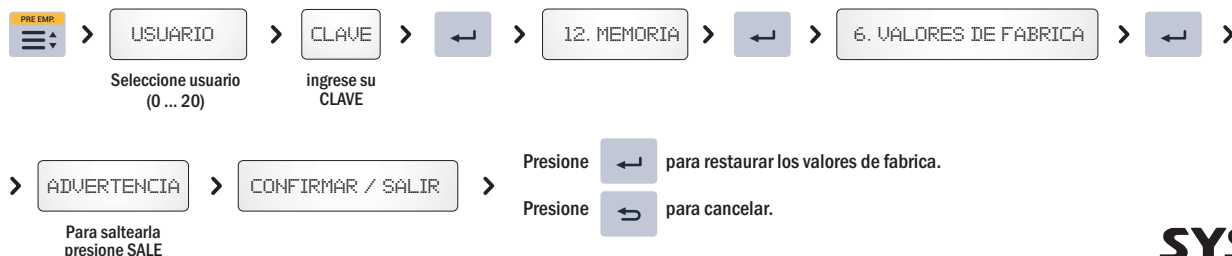 PRE EMP.
USUARIO
CLAVE
12. MEMORIA
6. VALORES DE FABRICA
Seleccione usuario
(0 ... 20)
ingrese su
CLAVE
ADVERTENCIA
CONFIRMAR / SALIR
Presione para restaurar los valores de fabrica.
Presione para cancelar.
Para saltearla
presione SALE